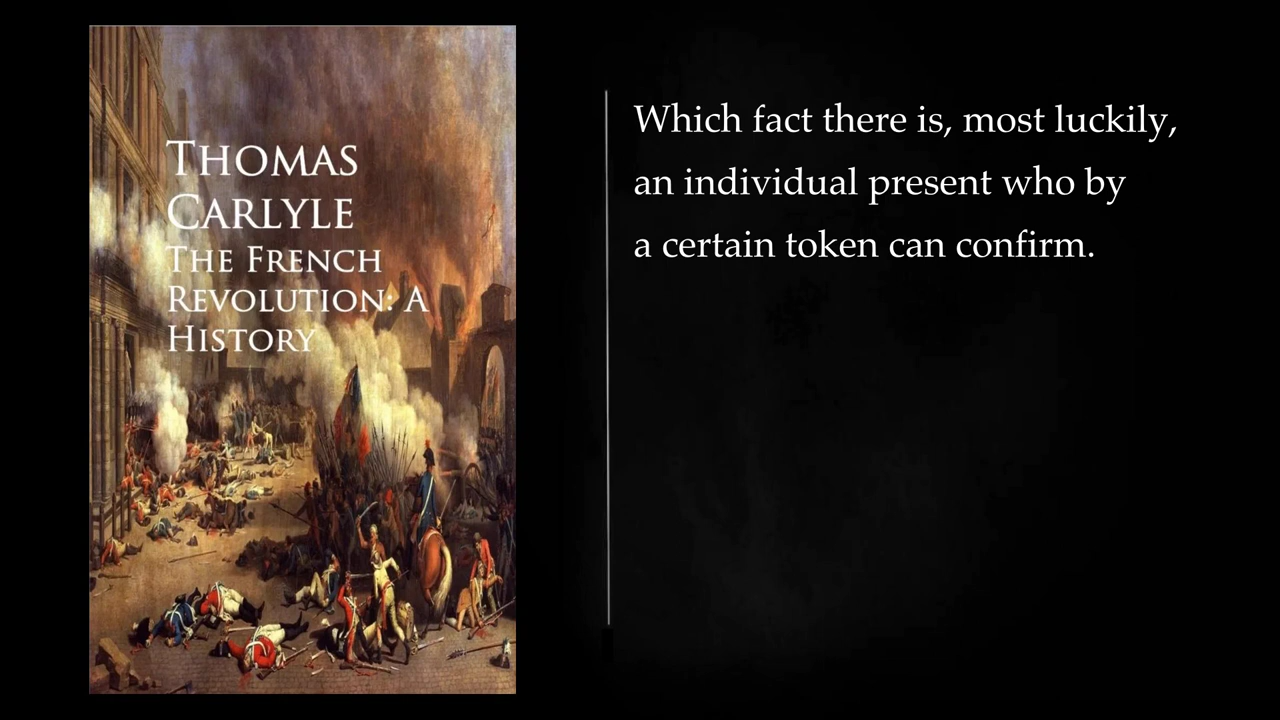 THOMAS
CARLYLE
THE FRENCH
REVOLUTION: A
HISTORY
Which fact there is, most luckily,
an individual present who by
a certain token can confirm.